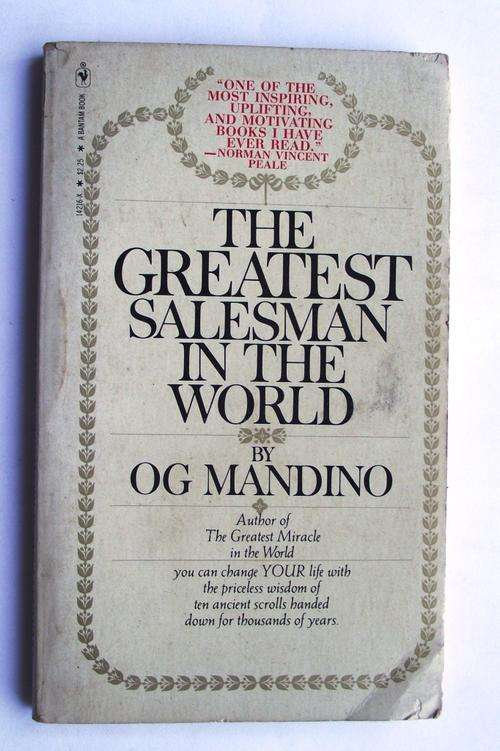 "ONE OF THE
MOST INSPIRING,
UPLIFTING,
AND MOTIVATING
BOOKS I HAVE
EVER READ."
—NORMAN VINCENT
PEALE
14216-X ★ $2.25 ★ A BANTAM BOOK
THE
GREATEST
SALESMAN
IN THE
WORLD
BY
OG MANDINO
Author of
The Greatest Miracle
in the World
you can change YOUR life with
the priceless wisdom of
ten ancient scrolls handed
down for thousands of years.